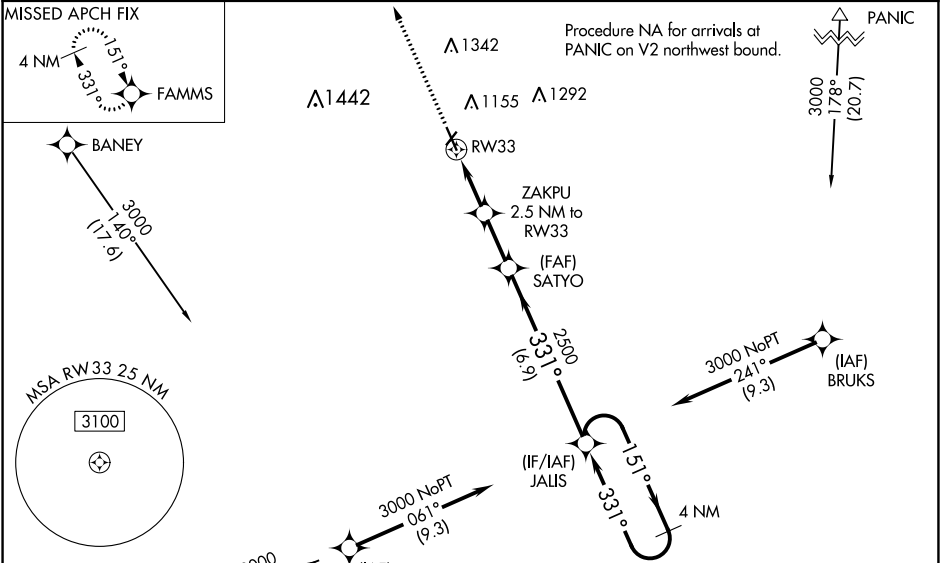 MISSED APCH FIX
4 NM
151°
331°
FAMMS
1342
Procedure NA for arrivals at
PANIC on V2 northwest bound.
PANIC
3000
178°
(20.7)
1442
1155
1292
RW33
BANEY
3000
140°
(17.6)
ZAKPU
2.5 NM to
RW33
(FAF)
SATYO
2500
331°
(6.9)
3000 NoPT
241°
(9.3)
(IAF)
BRUKS
MSA RW33 25 NM
3100
(IF/IAF)
JALIS
151°
331°
4 NM
3000 NoPT
061°
(9.3)